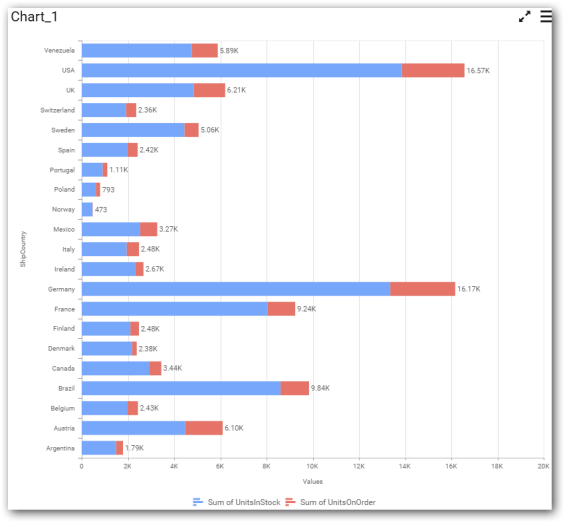 Chart_1
Venezuela 5.89K
USA 16.57K
UK 6.21K
Switzerland 2.36K
Sweden 5.06K
Spain 2.42K
Portugal 1.11K
Poland 793
Norway 473
Mexico 3.27K
Italy 2.48K
Ireland 2.67K
Germany 16.17K
France 9.24K
Finland 2.48K
Denmark 2.38K
Canada 3.44K
Brazil 9.84K
Belgium 2.43K
Austria 6.10K
Argentina 1.79K
ShipCountry
0 2K 4K 6K 8K 10K 12K 14K 16K 18K 20K
Values
Sum of UnitsInStock Sum of UnitsOnOrder